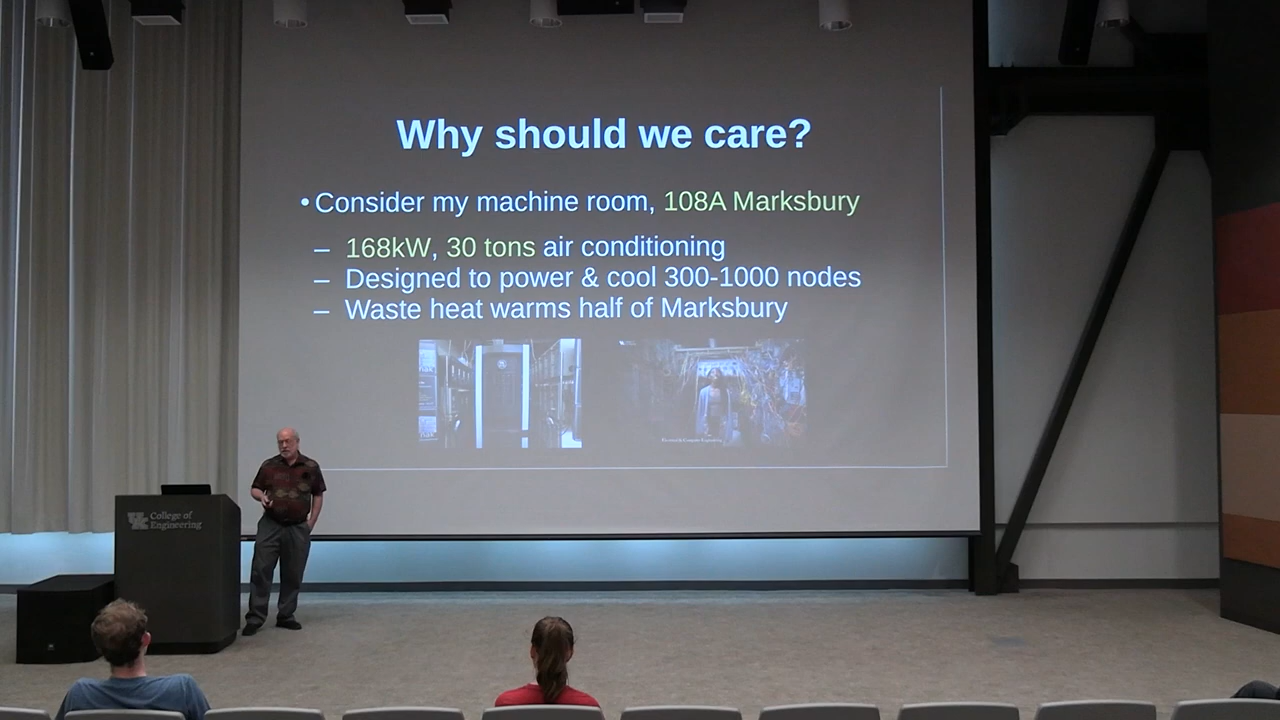 Why should we care?
• Consider my machine room, 108A Marksbury
– 168kW, 30 tons air conditioning
– Designed to power & cool 300-1000 nodes
– Waste heat warms half of Marksbury
UK College of
Engineering